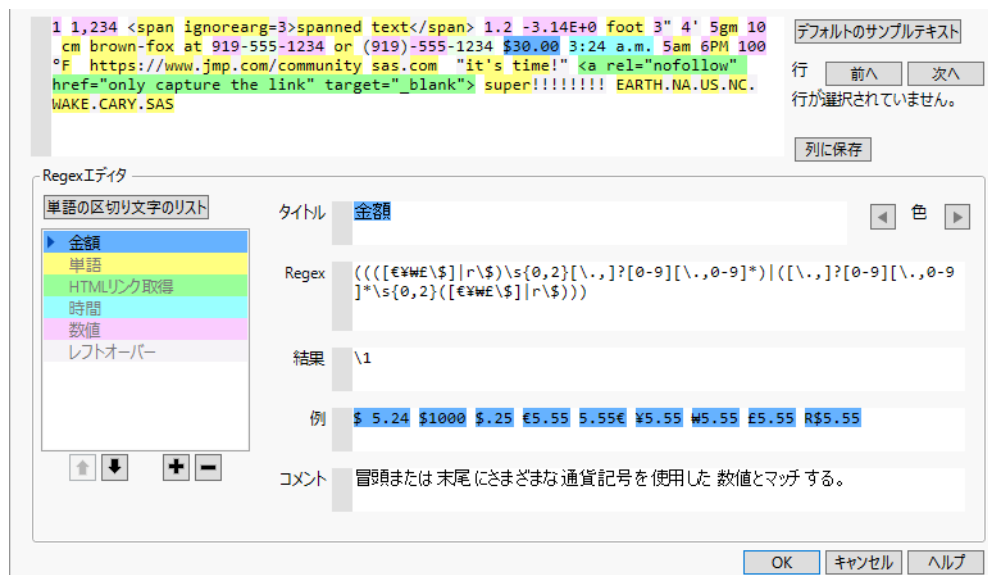 1 1,234 <span ignorearg=3>spanned text</span> 1.2 -3.14E+0 foot 3" 4' 5gm 10
cm brown-fox at 919-555-1234 or (919)-555-1234 $30.00 3:24 a.m. 5am 6PM 100
°F https://www.jmp.com/community sas.com "it's time!" <a rel="nofollow"
href="only capture the link" target="_blank"> super!!!!!!!! EARTH.NA.US.NC.
WAKE.CARY.SAS
デフォルトのサンプルテキスト
行 前へ 次へ
行が選択されていません。
列に保存
Regexエディタ
単語の区切り文字のリスト
金額
単語
HTMLリンク取得
時間
数値
レフトオーバー
タイトル 金額
色
Regex ((([€¥₩£\$]|r\$)\s{0,2}[\.,]?[0-9][\.,0-9]*)|([\.,]?[0-9][\.,0-9
]*\s{0,2}([€¥₩£\$]|r\$)))
結果 \1
例 $ 5.24 $1000 $.25 €5.55 5.55€ ¥5.55 ₩5.55 £5.55 R$5.55
コメント 冒頭または末尾にさまざまな通貨記号を使用した 数値とマッチする。
OK キャンセル ヘルプ